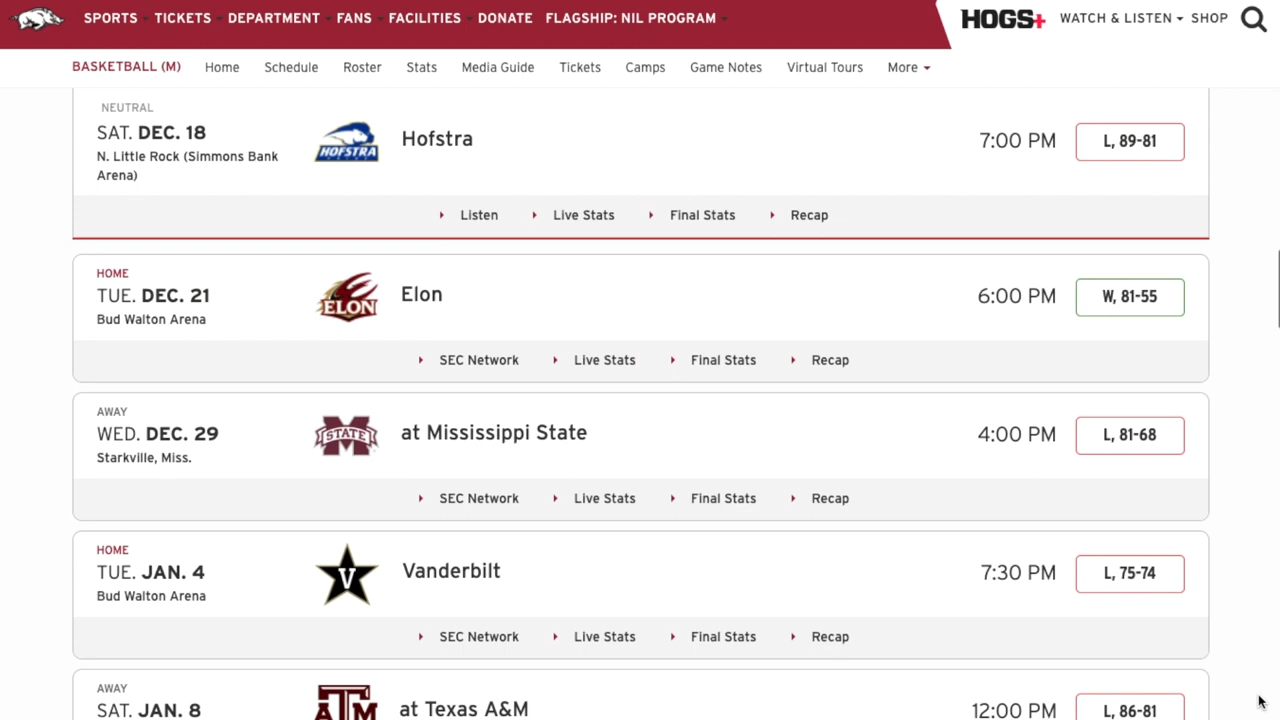 SPORTS TICKETS DEPARTMENT FANS FACILITIES DONATE FLAGSHIP: NIL PROGRAM HOGS+ WATCH & LISTEN SHOP
BASKETBALL (M) Home Schedule Roster Stats Media Guide Tickets Camps Game Notes Virtual Tours More
NEUTRAL
SAT. DEC. 18
N. Little Rock (Simmons Bank
Arena)
HOFSTRA
Hofstra
7:00 PM
L, 89-81
Listen Live Stats Final Stats Recap
HOME
TUE. DEC. 21
Bud Walton Arena
ELON
Elon
6:00 PM
W, 81-55
SEC Network Live Stats Final Stats Recap
AWAY
WED. DEC. 29
Starkville, Miss.
M STATE
at Mississippi State
4:00 PM
L, 81-68
SEC Network Live Stats Final Stats Recap
HOME
TUE. JAN. 4
Bud Walton Arena
V
Vanderbilt
7:30 PM
L, 75-74
SEC Network Live Stats Final Stats Recap
AWAY
SAT. JAN. 8
ATM
at Texas A&M
12:00 PM
L, 86-81